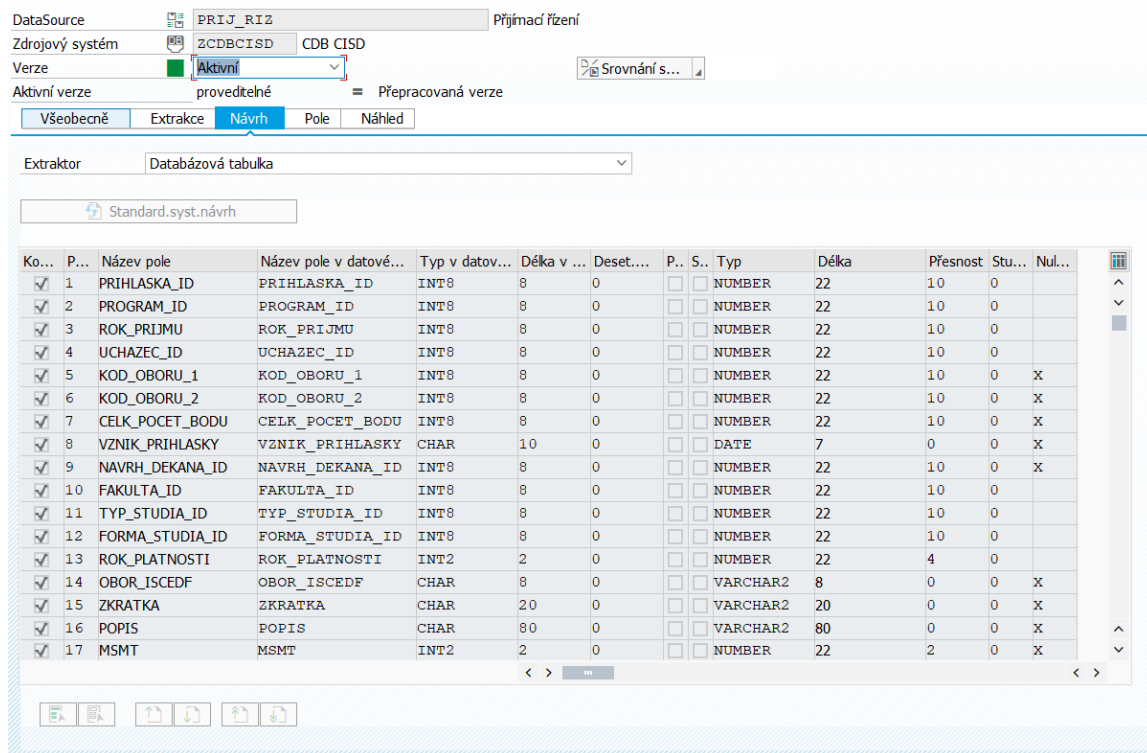 DataSource PRIJ_RIZ Přijímací řízení
Zdrojový systém ZCDBCISD CDB CISD
Verze Aktivní Srovnání s...
Aktivní verze proveditelné = Přepracovaná verze
Všeobecně Extrakce Návrh Pole Náhled
Extraktor Databázová tabulka
Standard.syst.návrh
Ko... P... Název pole Název pole v datové... Typ v datov... Délka v ... Deset.... P.. S.. Typ Délka Přesnost Stu... Nul...
1 PRIHLASKA_ID PRIHLASKA_ID INT8 8 0 NUMBER 22 10 0
2 PROGRAM_ID PROGRAM_ID INT8 8 0 NUMBER 22 10 0
3 ROK_PRIJMU ROK_PRIJMU INT8 8 0 NUMBER 22 10 0
4 UCHAZEC_ID UCHAZEC_ID INT8 8 0 NUMBER 22 10 0
5 KOD_OBORU_1 KOD_OBORU_1 INT8 8 0 NUMBER 22 10 0 X
6 KOD_OBORU_2 KOD_OBORU_2 INT8 8 0 NUMBER 22 10 0 X
7 CELK_POCET_BODU CELK_POCET_BODU INT8 8 0 NUMBER 22 10 0 X
8 VZNIK_PRIHLASKY VZNIK_PRIHLASKY CHAR 10 0 DATE 7 0 0 X
9 NAVRH_DEKANA_ID NAVRH_DEKANA_ID INT8 8 0 NUMBER 22 10 0 X
10 FAKULTA_ID FAKULTA_ID INT8 8 0 NUMBER 22 10 0
11 TYP_STUDIA_ID TYP_STUDIA_ID INT8 8 0 NUMBER 22 10 0
12 FORMA_STUDIA_ID FORMA_STUDIA_ID INT8 8 0 NUMBER 22 10 0
13 ROK_PLATNOSTI ROK_PLATNOSTI INT2 2 0 NUMBER 22 4 0
14 OBOR_ISCEDF OBOR_ISCEDF CHAR 8 0 VARCHAR2 8 0 0 X
15 ZKRATKA ZKRATKA CHAR 20 0 VARCHAR2 20 0 0 X
16 POPIS POPIS CHAR 80 0 VARCHAR2 80 0 0 X
17 MSMT MSMT INT2 2 0 NUMBER 22 2 0 X